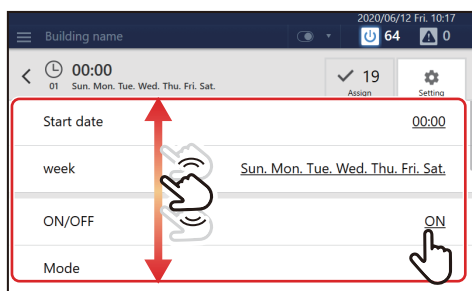 2020/06/12 Fri. 10:17
Building name
64
0
00:00
01 Sun. Mon. Tue. Wed. Thu. Fri. Sat.
19
Assign
Setting
Start date 00:00
week Sun. Mon. Tue. Wed. Thu. Fri. Sat.
ON/OFF ON
Mode